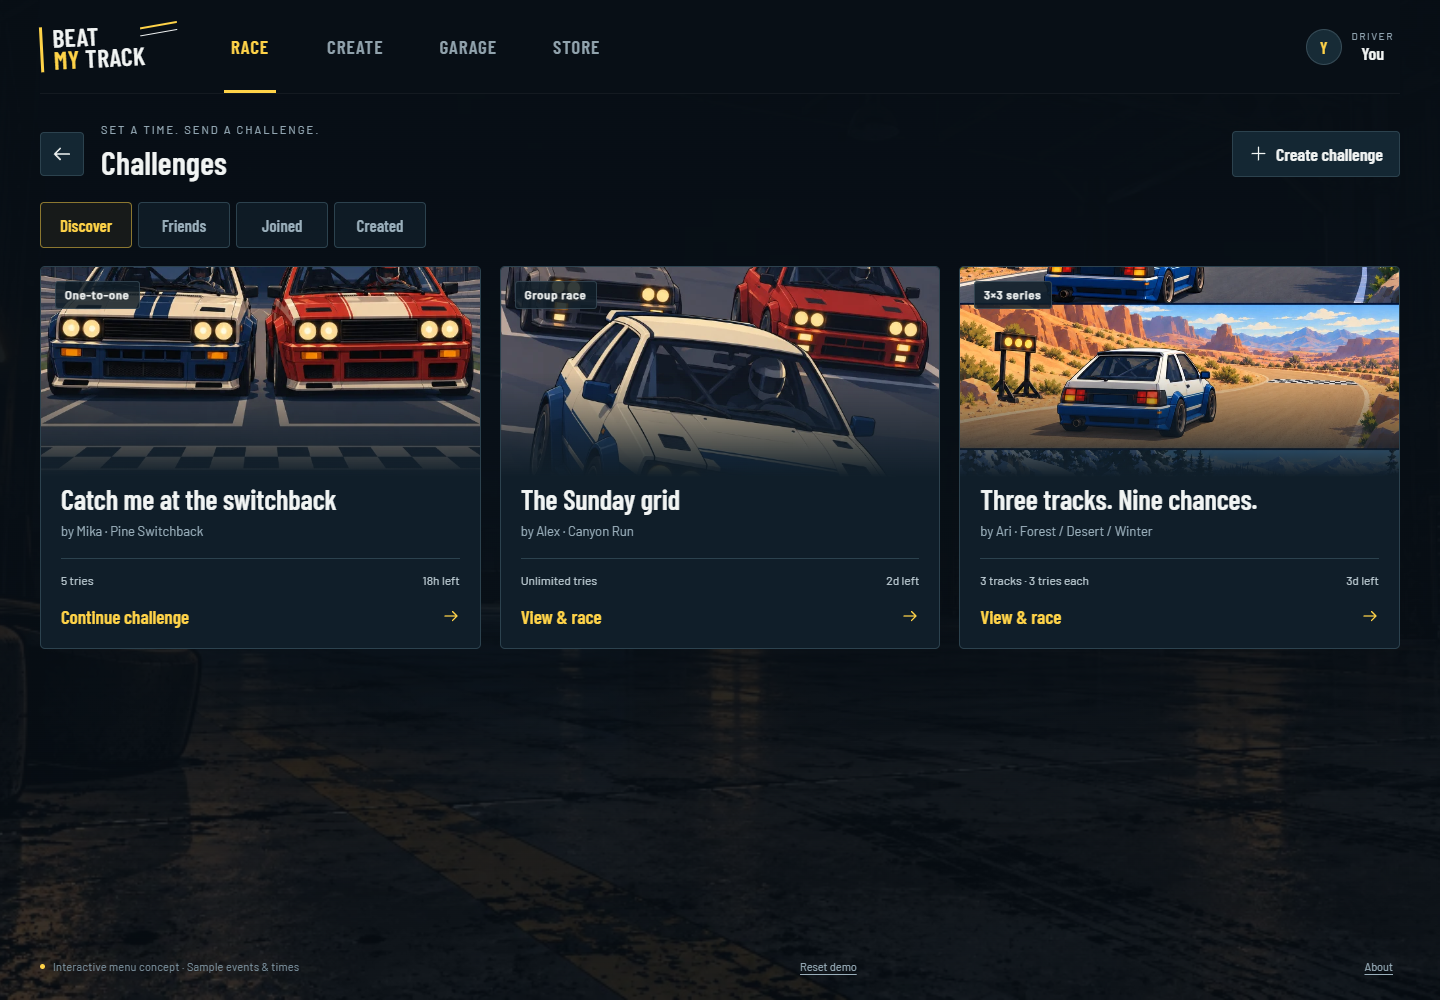 BEAT
MY TRACK
RACE
CREATE
GARAGE
STORE
Y
DRIVER
You
SET A TIME. SEND A CHALLENGE.
Challenges
Create challenge
Discover
Friends
Joined
Created
One-to-one
Catch me at the switchback
by Mika · Pine Switchback
5 tries
18h left
Continue challenge
Group race
The Sunday grid
by Alex · Canyon Run
Unlimited tries
2d left
View & race
3×3 series
Three tracks. Nine chances.
by Ari · Forest / Desert / Winter
3 tracks · 3 tries each
3d left
View & race
Interactive menu concept · Sample events & times
Reset demo
About